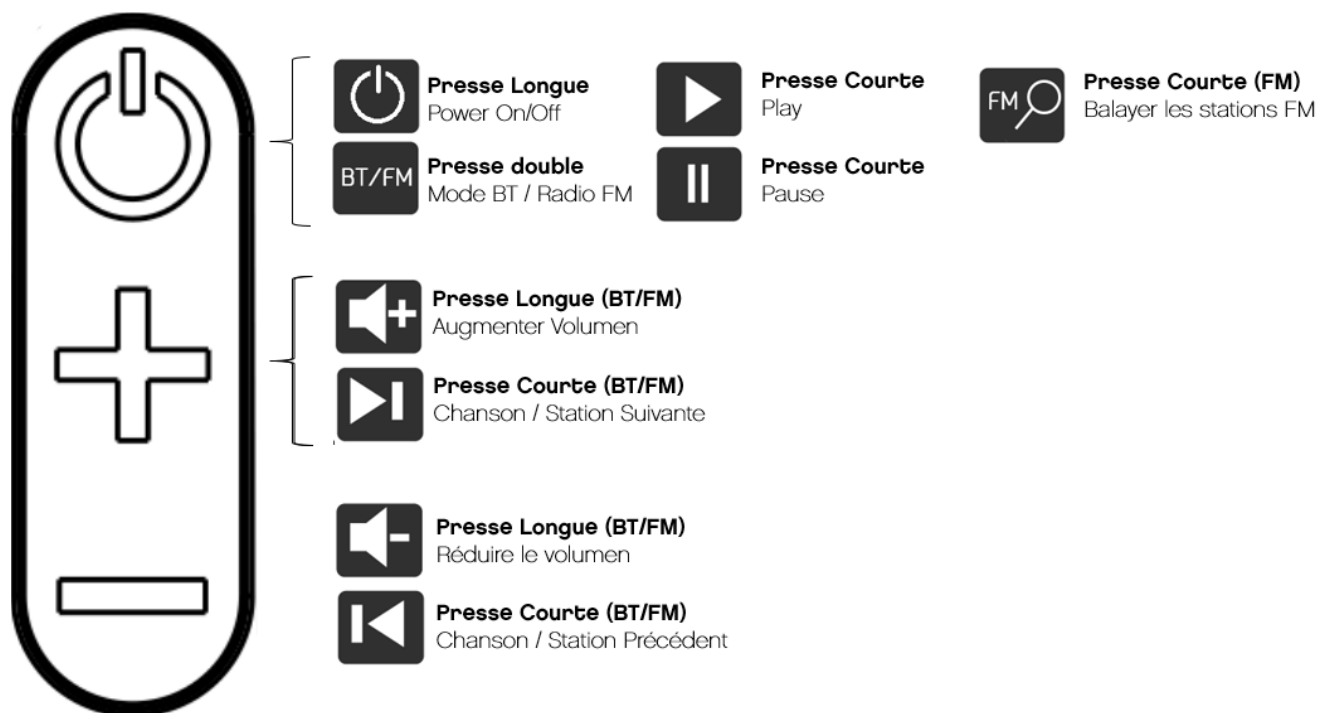 Presse Longue
Power On/Off
BT/FM
Presse double
Mode BT / Radio FM
Presse Courte
Play
Presse Courte
Pause
FM
Presse Courte (FM)
Balayer les stations FM
Presse Longue (BT/FM)
Augmenter Volumen
Presse Courte (BT/FM)
Chanson / Station Suivante
Presse Longue (BT/FM)
Réduire le volumen
Presse Courte (BT/FM)
Chanson / Station Précédent